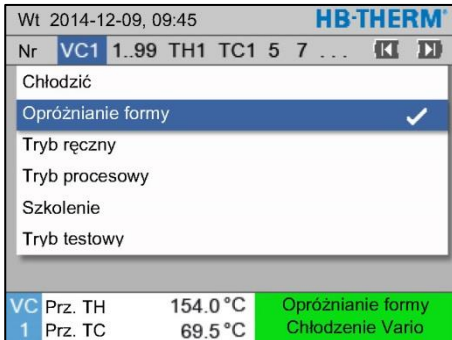 Wt 2014-12-09, 09:45 HB-THERM®
Nr VC1 1..99 TH1 TC1 5 7 ...
Chłodzić
Opróżnianie formy
Tryb ręczny
Tryb procesowy
Szkolenie
Tryb testowy
VC Prz. TH 154.0 °C Opróżnianie formy
1 Prz. TC 69.5 °C Chłodzenie Vario